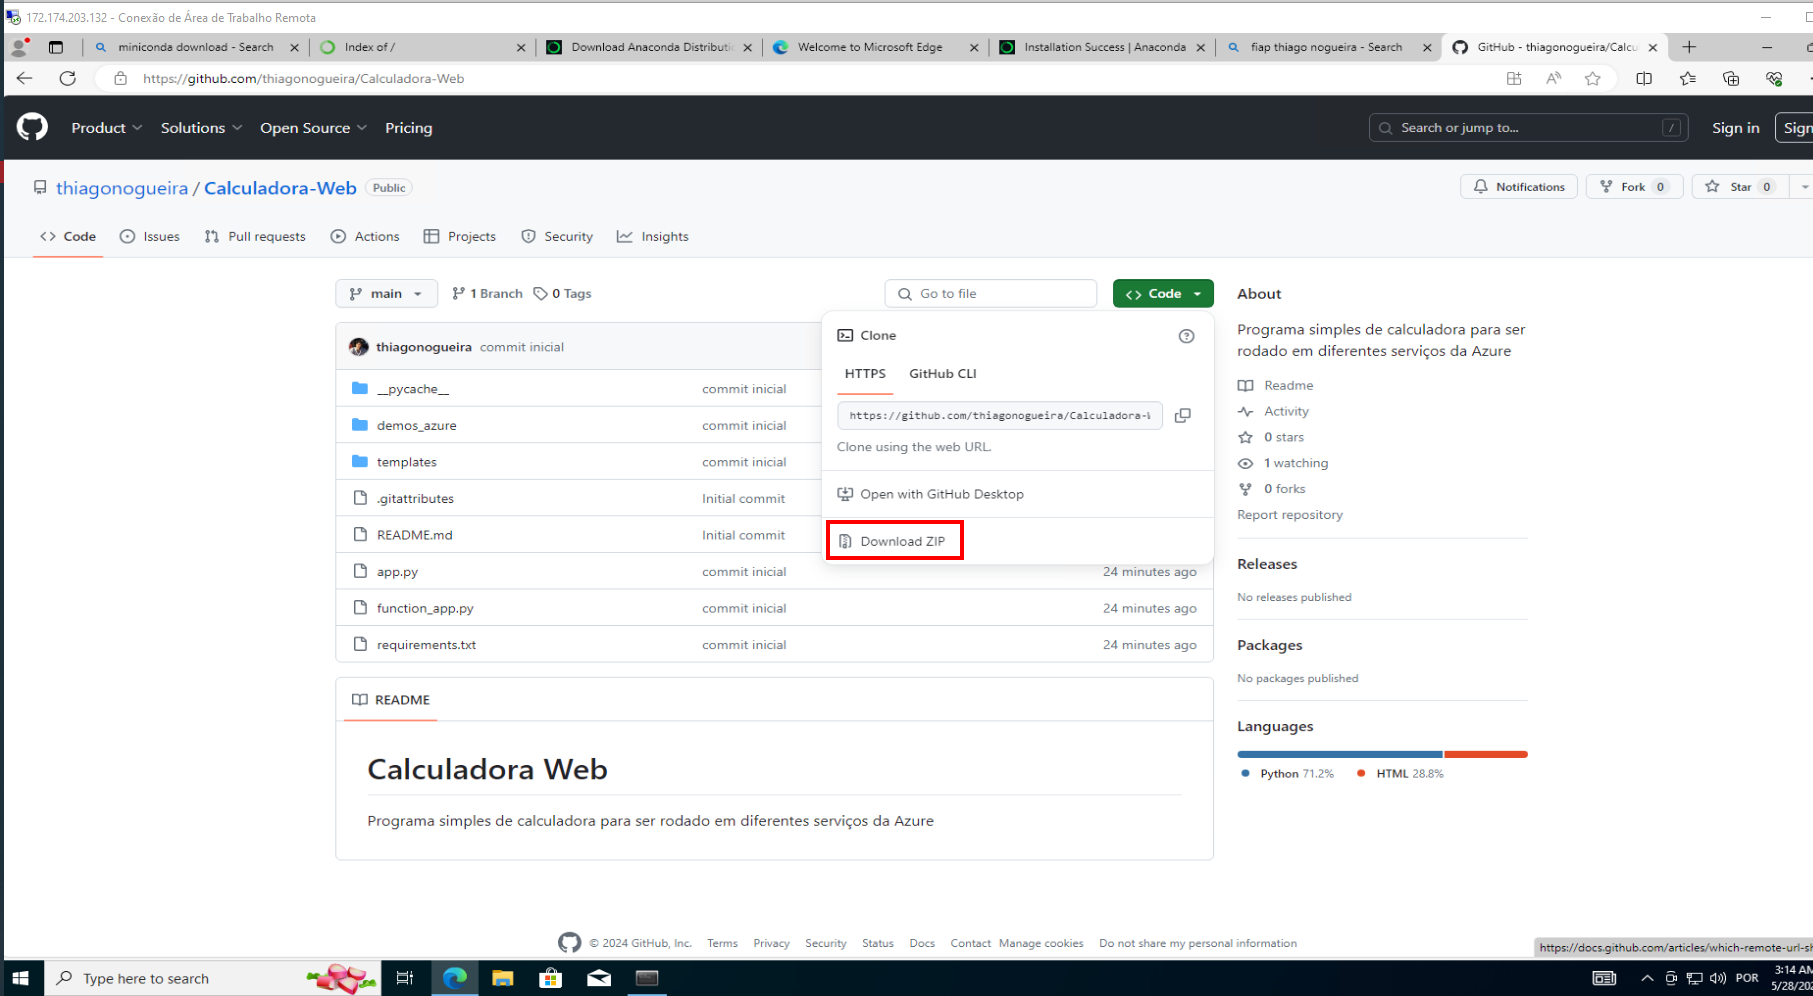 172.174.203.132 - Conexão de Área de Trabalho Remota
miniconda download - Search
Index of /
Download Anaconda Distributi
Welcome to Microsoft Edge
Installation Success | Anaconda
fiap thiago nogueira - Search
GitHub - thiagonogueira/Calcu
https://github.com/thiagonogueira/Calculadora-Web
Product
Solutions
Open Source
Pricing
Search or jump to...
/
Sign in
Sign
thiagonogueira / Calculadora-Web
Public
Notifications
Fork 0
Star 0
Code
Issues
Pull requests
Actions
Projects
Security
Insights
main
1 Branch
0 Tags
Go to file
Code
thiagonogueira commit inicial
__pycache__ commit inicial
demos_azure commit inicial
templates commit inicial
.gitattributes Initial commit
README.md Initial commit
app.py commit inicial 24 minutes ago
function_app.py commit inicial 24 minutes ago
requirements.txt commit inicial 24 minutes ago
Clone
HTTPS
GitHub CLI
https://github.com/thiagonogueira/Calculadora-
Clone using the web URL.
Open with GitHub Desktop
Download ZIP
About
Programa simples de calculadora para ser
rodado em diferentes serviços da Azure
Readme
Activity
0 stars
1 watching
0 forks
Report repository
Releases
No releases published
Packages
No packages published
Languages
Python 71.2%
HTML 28.8%
README
Calculadora Web
Programa simples de calculadora para ser rodado em diferentes serviços da Azure
© 2024 GitHub, Inc.
Terms
Privacy
Security
Status
Docs
Contact
Manage cookies
Do not share my personal information
https://docs.github.com/articles/which-remote-url-sh
Type here to search
POR
3:14 AM
5/28/202